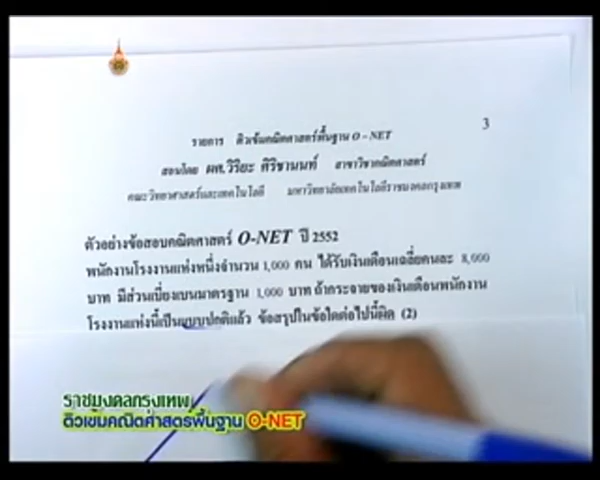 3
รายการ ติวเข้มคณิตศาสตร์พื้นฐาน O - NET
สอนโดย ผศ.วิริยะ ศิริชานนท์ สาขาวิชาคณิตศาสตร์
คณะวิทยาศาสตร์และเทคโนโลยี มหาวิทยาลัยเทคโนโลยีราชมงคลกรุงเทพ
ตัวอย่างข้อสอบคณิตศาสตร์ O-NET ปี 2552
พนักงานโรงงานแห่งหนึ่งจำนวน 1,000 คน ได้รับเงินเดือนเฉลี่ยคนละ 8,000
บาท มีส่วนเบี่ยงเบนมาตรฐาน 1,000 บาท ถ้ากระจายของเงินเดือนพนักงาน
โรงงานแห่งนี้เป็นแบบปกติแล้ว ข้อสรุปในข้อใดต่อไปนี้ผิด (2)
ราชมงคลกรุงเทพ
ติวเข้มคณิตศาสตร์พื้นฐาน O-NET